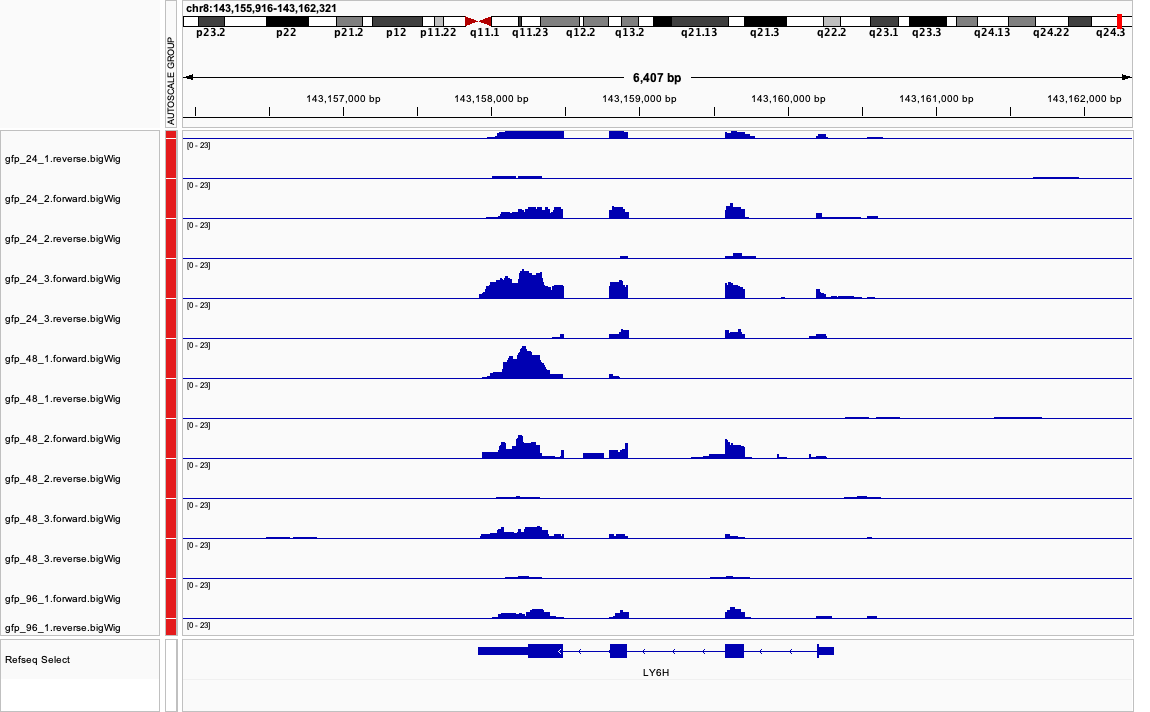 chr8:143,155,916-143,162,321
p23.2 p22 p21.2 p12 p11.22 q11.1 q11.23 q12.2 q13.2 q21.13 q21.3 q22.2 q23.1 q23.3 q24.13 q24.22 q24.3
AUTOSCALE GROUP
6,407 bp
143,157,000 bp 143,158,000 bp 143,159,000 bp 143,160,000 bp 143,161,000 bp 143,162,000 bp
[0 - 23]
gfp_24_1.reverse.bigWig
[0 - 23]
gfp_24_2.forward.bigWig
[0 - 23]
gfp_24_2.reverse.bigWig
[0 - 23]
gfp_24_3.forward.bigWig
[0 - 23]
gfp_24_3.reverse.bigWig
[0 - 23]
gfp_48_1.forward.bigWig
[0 - 23]
gfp_48_1.reverse.bigWig
[0 - 23]
gfp_48_2.forward.bigWig
[0 - 23]
gfp_48_2.reverse.bigWig
[0 - 23]
gfp_48_3.forward.bigWig
[0 - 23]
gfp_48_3.reverse.bigWig
[0 - 23]
gfp_96_1.forward.bigWig
[0 - 23]
gfp_96_1.reverse.bigWig
Refseq Select
LY6H